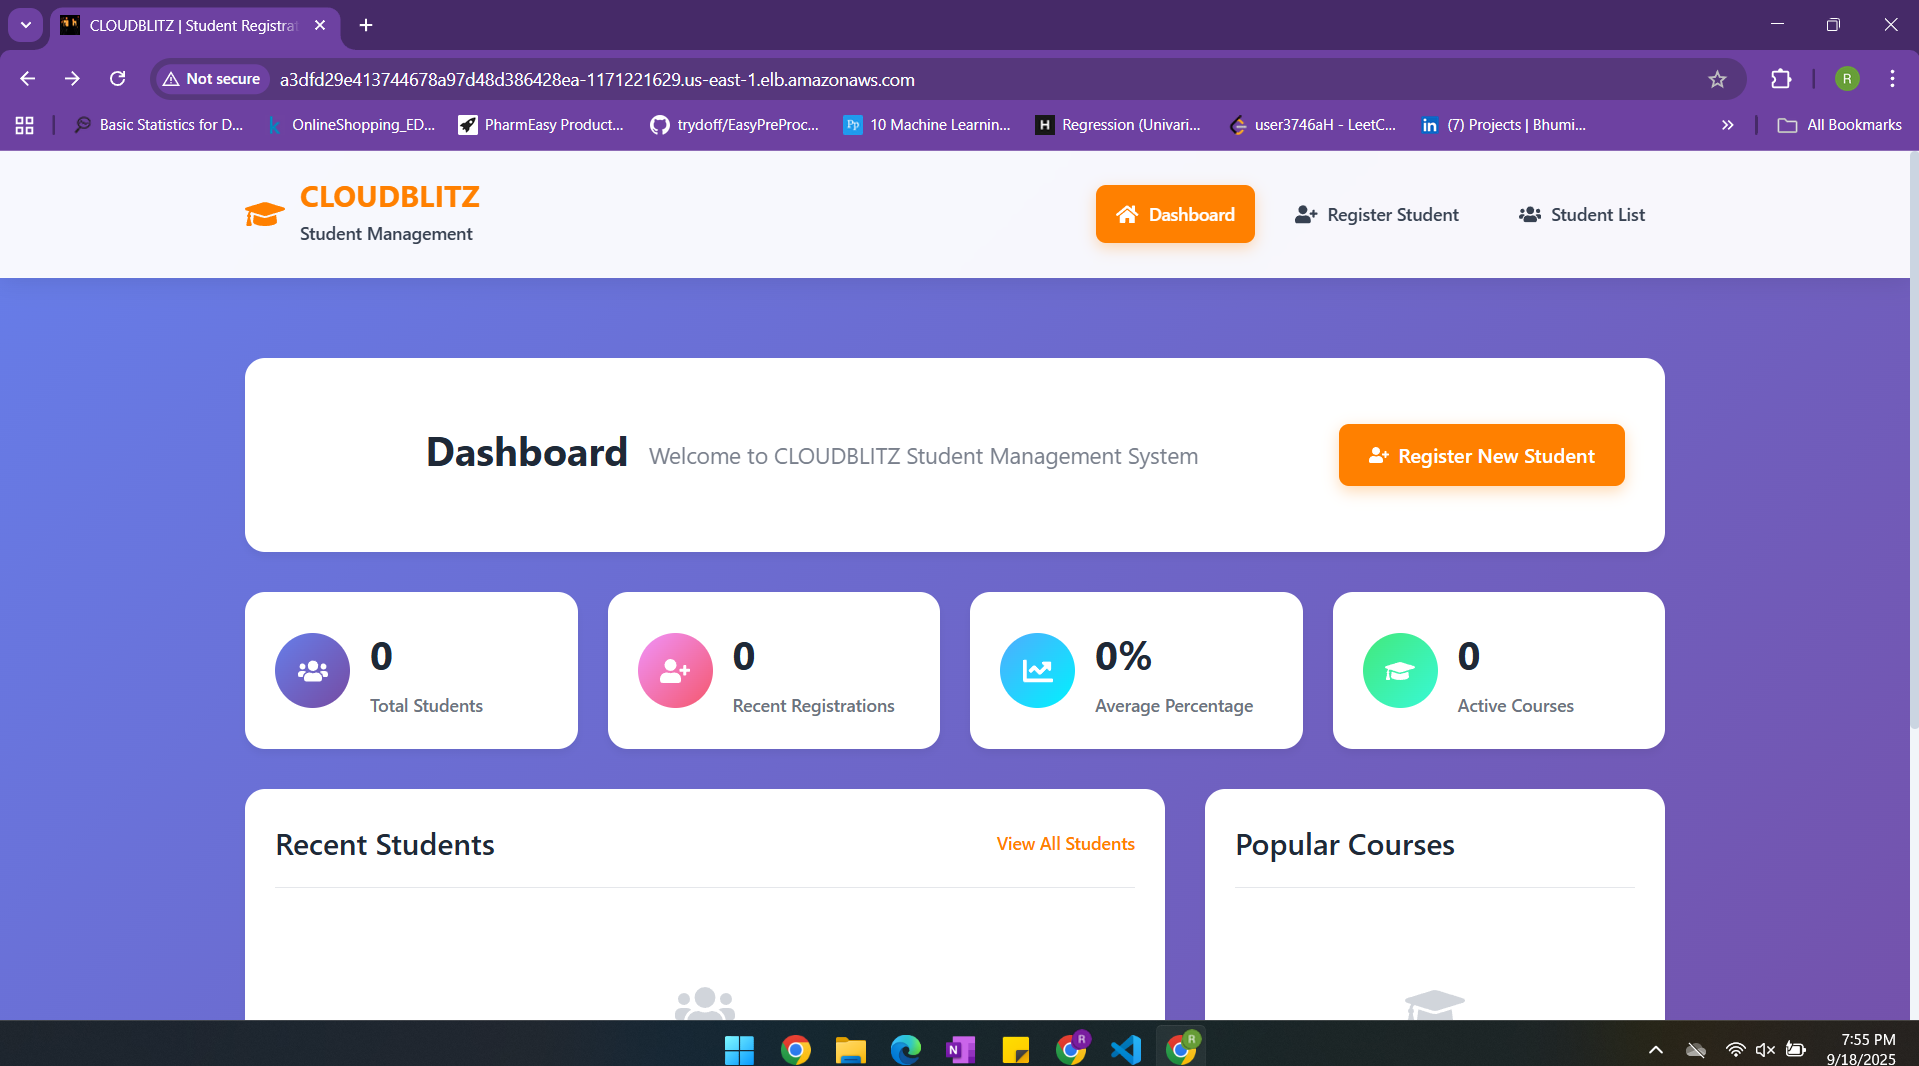 CLOUDBLITZ | Student Registrat
Not secure
a3dfd29e413744678a97d48d386428ea-1171221629.us-east-1.elb.amazonaws.com
R
Basic Statistics for D...
OnlineShopping_ED...
PharmEasy Product...
trydoff/EasyPreProc...
10 Machine Learnin...
Regression (Univari...
user3746aH - LeetC...
(7) Projects | Bhumi...
All Bookmarks
CLOUDBLITZ
Student Management
Dashboard
Register Student
Student List
Dashboard
Welcome to CLOUDBLITZ Student Management System
Register New Student
0
Total Students
0
Recent Registrations
0%
Average Percentage
0
Active Courses
Recent Students
View All Students
Popular Courses
7:55 PM
9/18/2025